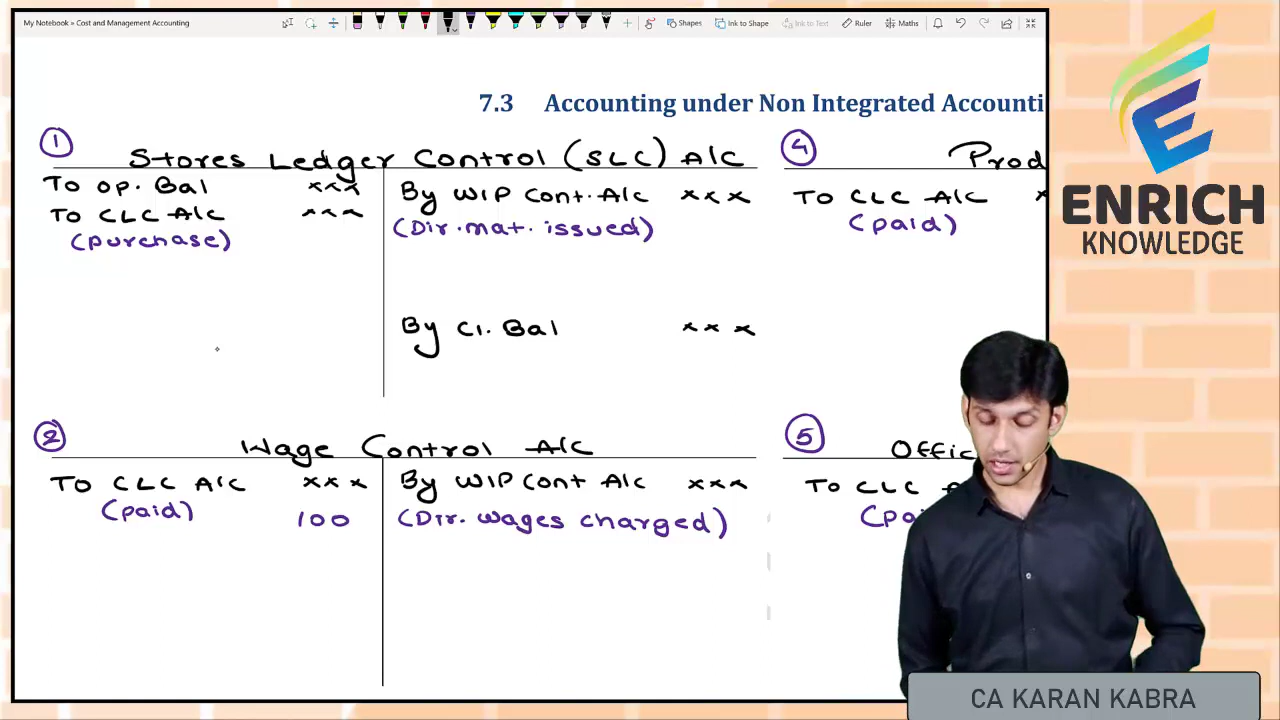 My Notebook » Cost and Management Accounting
Shapes
Ink to Shape
Ink to Text
Ruler
Maths
7.3 Accounting under Non Integrated Accounti
1
Stores Ledger Control (SLC) A/C
To Op. Bal xxx
To CLC A/C xxx
(purchase)
By WIP Cont. A/C xxx
(Dir. mat. issued)
By Cl. Bal xxx
2
Wage Control A/C
To CLC A/C xxx
(paid) 100
By WIP Cont A/C xxx
(Dir. wages charged)
4
Prod
To CLC A/C x
(paid)
5
Offic
To CLC A
(pai
ENRICH
KNOWLEDGE
CA KARAN KABRA